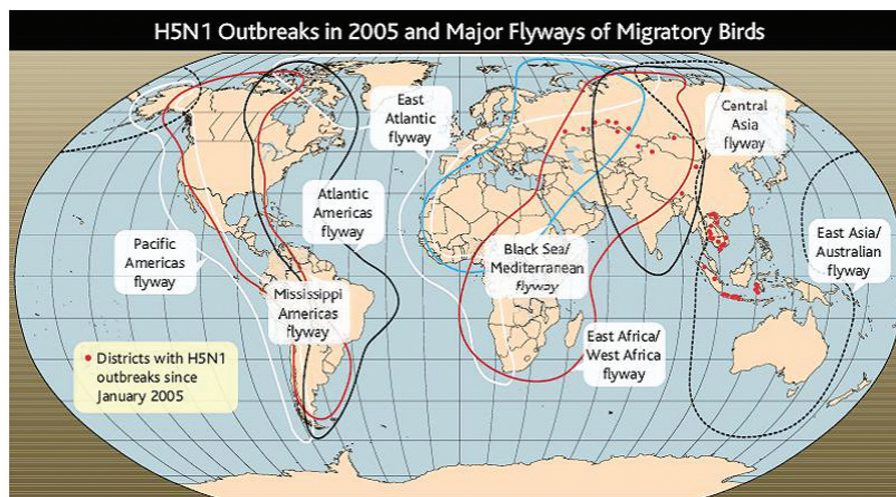 H5N1 Outbreaks in 2005 and Major Flyways of Migratory Birds
East
Atlantic
flyway
Central
Asia
flyway
Atlantic
Americas
flyway
East Asia/
Australian
flyway
Pacific
Americas
flyway
Black Sea/
Mediterranean
flyway
Mississippi
Americas
flyway
East Africa/
West Africa
flyway
Districts with H5N1
outbreaks since
January 2005